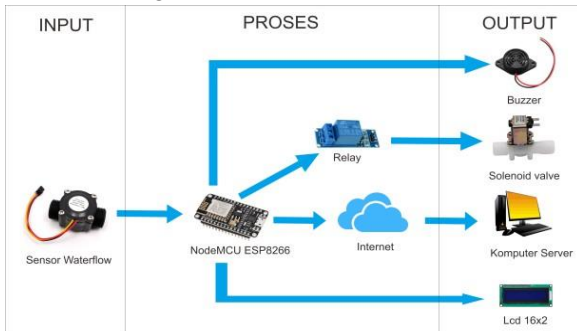 INPUT
PROSES
OUTPUT
Buzzer
Relay
Solenoid valve
Sensor Waterflow
NodeMCU ESP8266
Internet
Komputer Server
Lcd 16x2